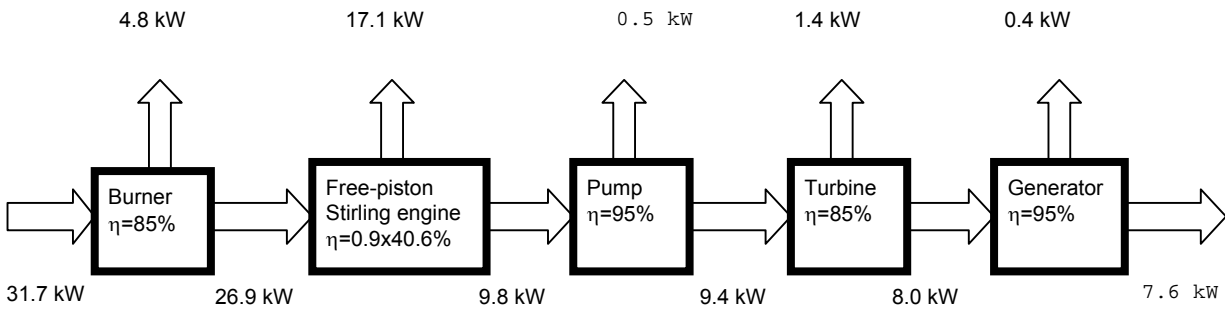 4.8 kW
17.1 kW
0.5 kW
1.4 kW
0.4 kW
Burner
η=85%
Free-piston
Stirling engine
η=0.9x40.6%
Pump
η=95%
Turbine
η=85%
Generator
η=95%
31.7 kW
26.9 kW
9.8 kW
9.4 kW
8.0 kW
7.6 kW